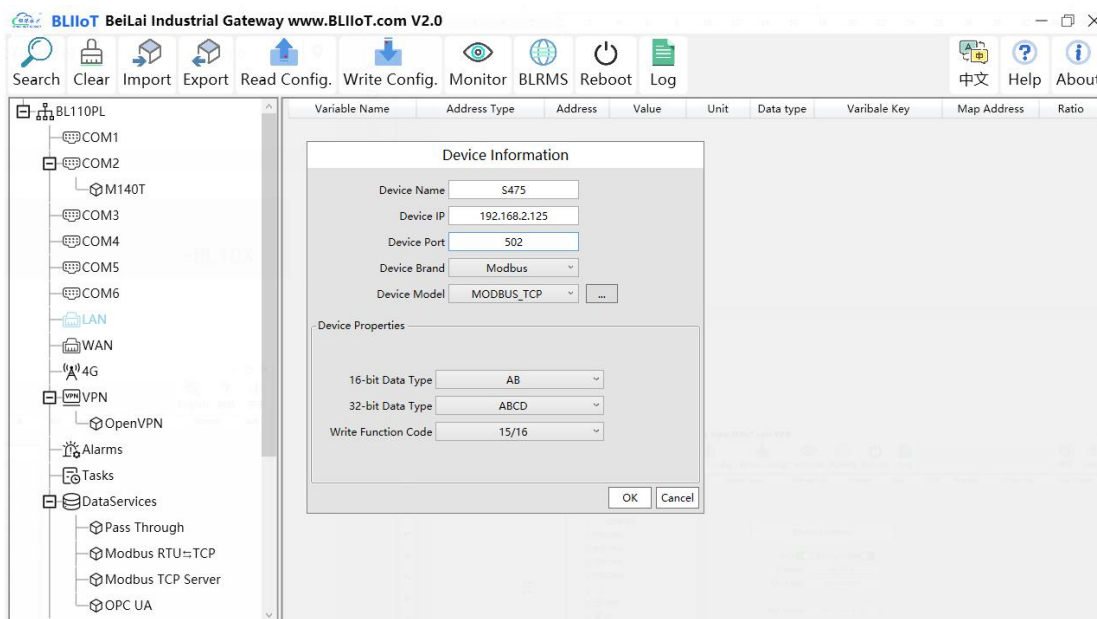 BLIIoT BeiLai Industrial Gateway www.BLIIoT.com V2.0
Search Clear Import Export Read Config. Write Config. Monitor BLRMS Reboot Log 中文 Help About
BL110PL
COM1
COM2
M140T
COM3
COM4
COM5
COM6
LAN
WAN
4G
VPN VPN
OpenVPN
Alarms
Tasks
DataServices
Pass Through
Modbus RTU⇆TCP
Modbus TCP Server
OPC UA
Variable Name Address Type Address Value Unit Data type Varibale Key Map Address Ratio
Device Information
Device Name S475
Device IP 192.168.2.125
Device Port 502
Device Brand Modbus
Device Model MODBUS_TCP ...
Device Properties
16-bit Data Type AB
32-bit Data Type ABCD
Write Function Code 15/16
OK Cancel